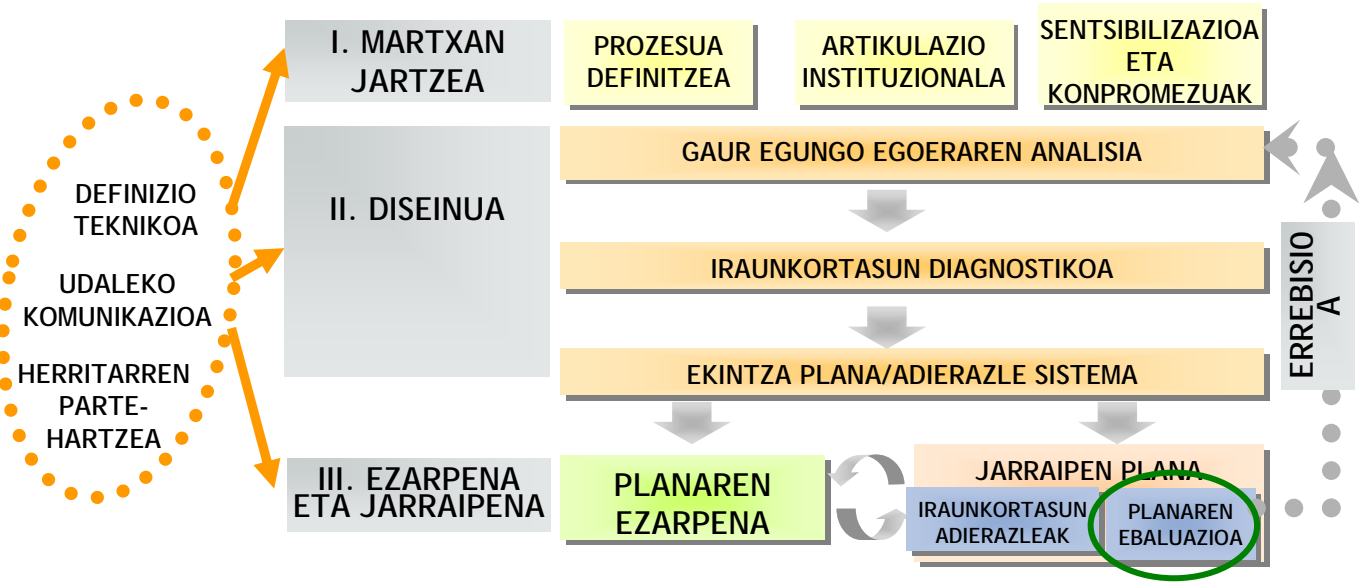 I. MARTXAN
JARTZEA
PROZESUA
DEFINITZEA
ARTIKULAZIO
INSTITUZIONALA
SENTSIBILIZAZIOA
ETA
KONPROMEZUAK
DEFINIZIO
TEKNIKOA
UDALEKO
KOMUNIKAZIOA
HERRITARREN
PARTE-
HARTZEA
II. DISEINUA
GAUR EGUNGO EGOERAREN ANALISIA
IRAUNKORTASUN DIAGNOSTIKOA
EKINTZA PLANA/ADIERAZLE SISTEMA
ERREBISIO
A
III. EZARPENA
ETA JARRAIPENA
PLANAREN
EZARPENA
JARRAIPEN PLANA
IRAUNKORTASUN
ADIERAZLEAK
PLANAREN
EBALUAZIOA